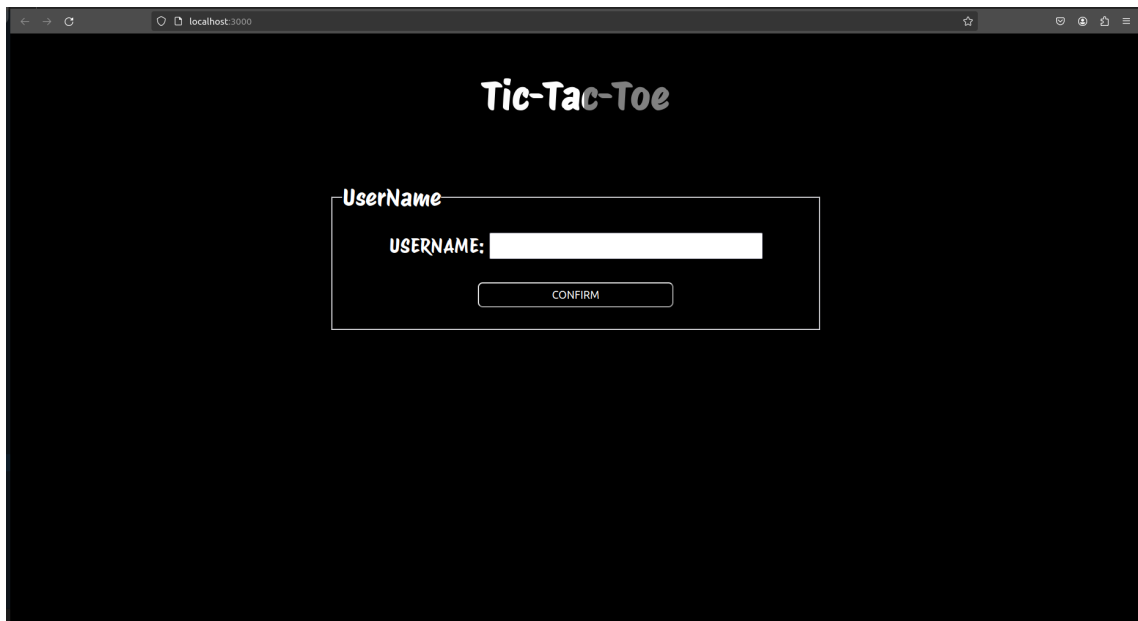 localhost:3000
Tic-Tac-Toe
UserName
USERNAME:
CONFIRM